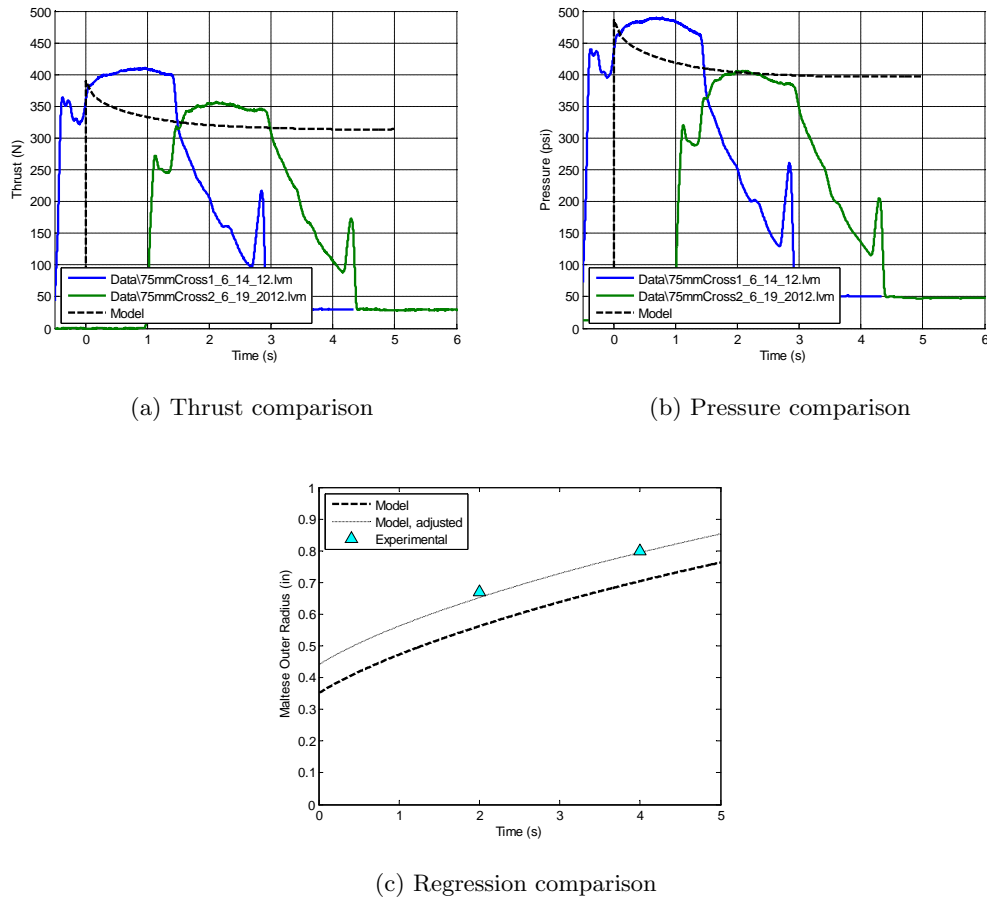 500
450
400
350
300
250
200
150
100
50
0
Thrust (N)
Data\75mmCross1_6_14_12.lvm
Data\75mmCross2_6_19_2012.lvm
Model
0 1 2 3 4 5 6
Time (s)
(a) Thrust comparison
500
450
400
350
300
250
200
150
100
50
0
Pressure (psi)
Data\75mmCross1_6_14_12.lvm
Data\75mmCross2_6_19_2012.lvm
Model
0 1 2 3 4 5 6
Time (s)
(b) Pressure comparison
1
0.9
0.8
0.7
0.6
0.5
0.4
0.3
0.2
0.1
0
Maltese Outer Radius (in)
Model
Model, adjusted
Experimental
0 1 2 3 4 5
Time (s)
(c) Regression comparison